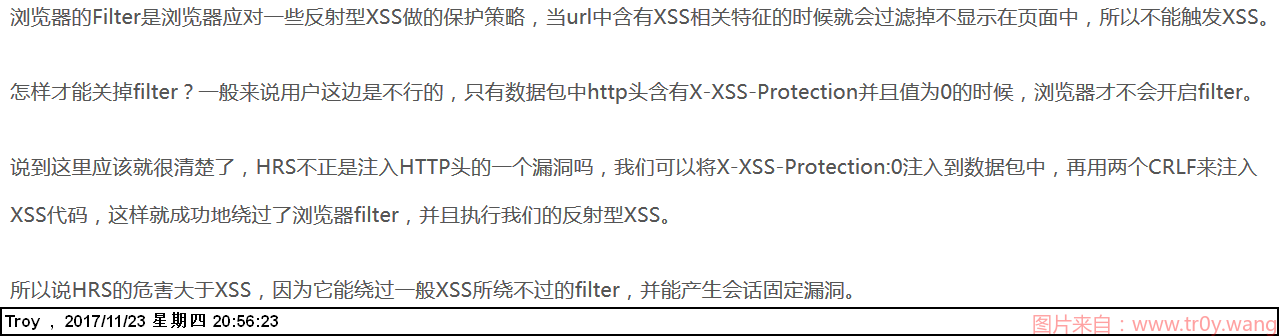 浏览器的Filter是浏览器应对一些反射型XSS做的保护策略，当url中含有XSS相关特征的时候就会过滤掉不显示在页面中，所以不能触发XSS。
怎样才能关掉filter？一般来说用户这边是不行的，只有数据包中http头含有X-XSS-Protection并且值为0的时候，浏览器才不会开启filter。
说到这里应该就很清楚了，HRS不正是注入HTTP头的一个漏洞吗，我们可以将X-XSS-Protection:0注入到数据包中，再用两个CRLF来注入
XSS代码，这样就成功地绕过了浏览器filter，并且执行我们的反射型XSS。
所以说HRS的危害大于XSS，因为它能绕过一般XSS所绕不过的filter，并能产生会话固定漏洞。
Troy , 2017/11/23 星期四 20:56:23
图片来自：www.tr0y.wang